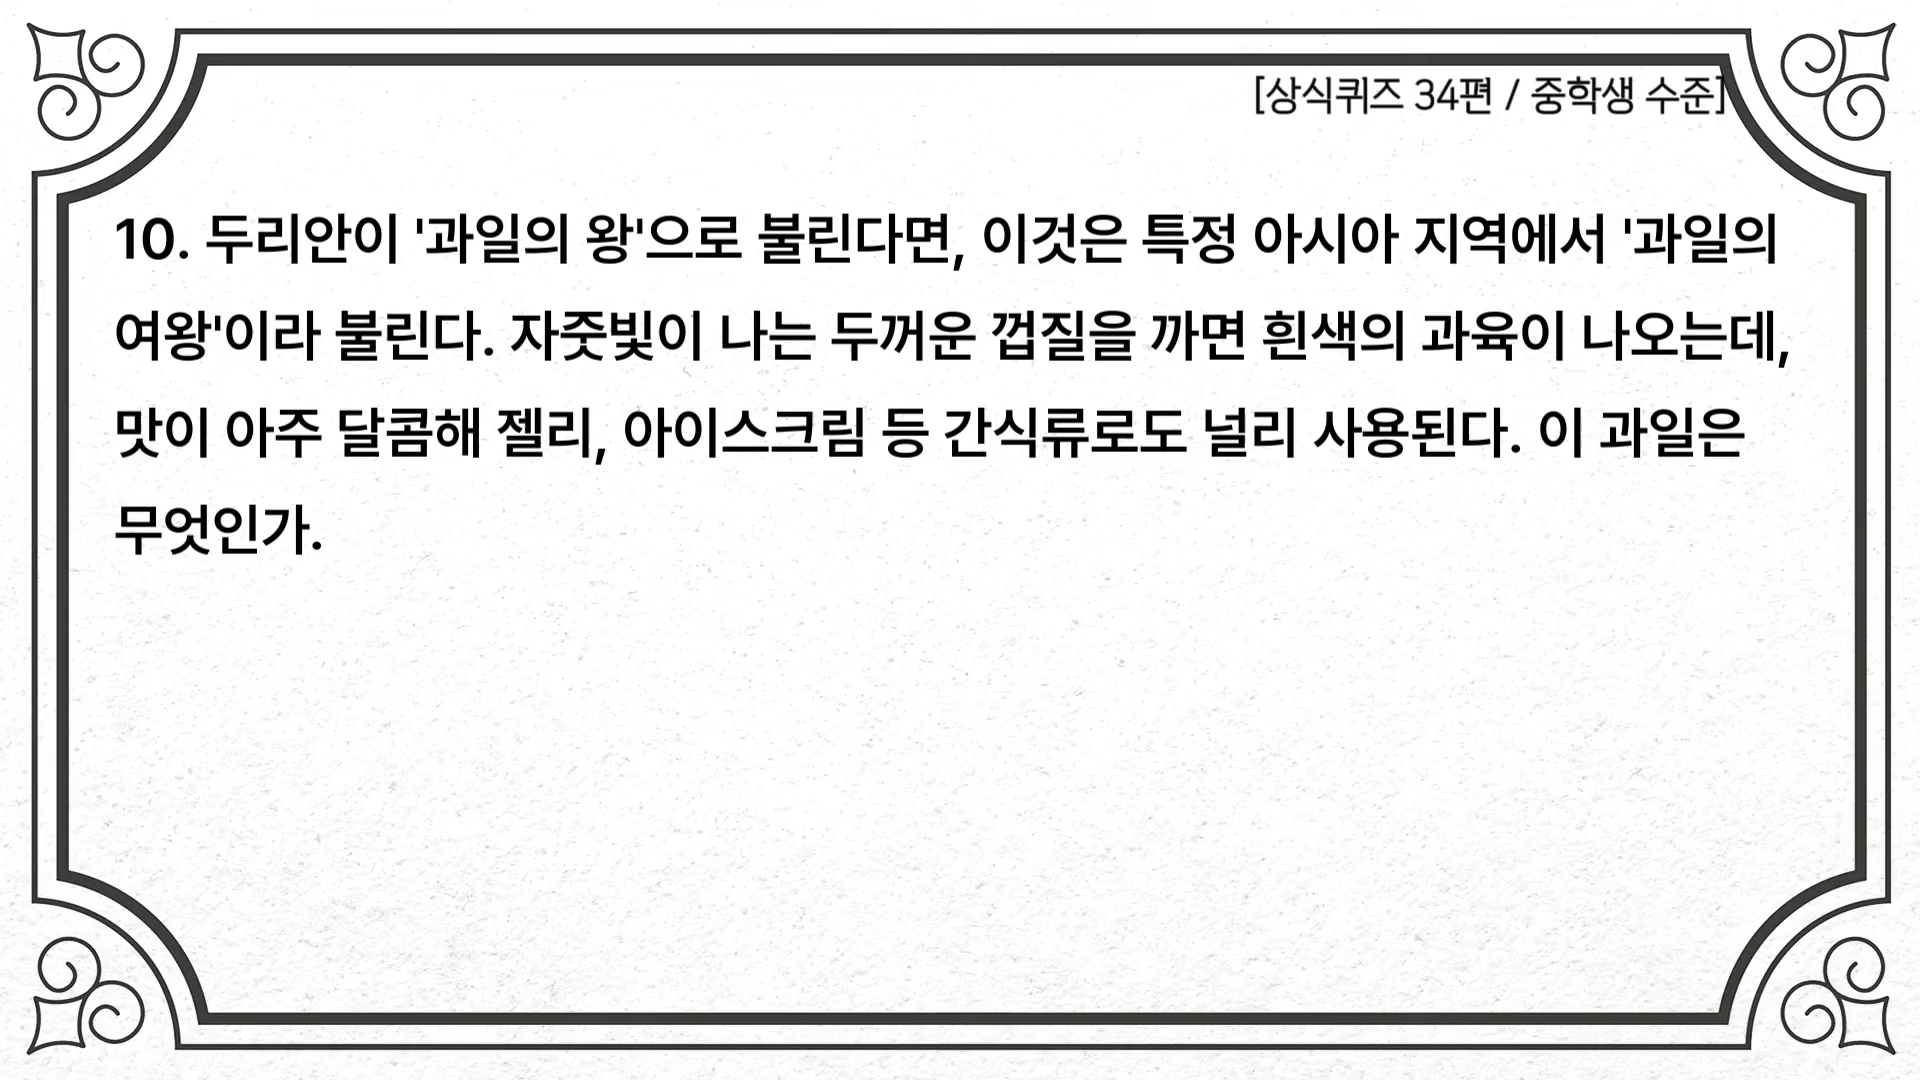 [상식퀴즈 34편 / 중학생 수준]
10. 두리안이 '과일의 왕'으로 불린다면, 이것은 특정 아시아 지역에서 '과일의
여왕'이라 불린다. 자줏빛이 나는 두꺼운 껍질을 까면 흰색의 과육이 나오는데,
맛이 아주 달콤해 젤리, 아이스크림 등 간식류로도 널리 사용된다. 이 과일은
무엇인가.